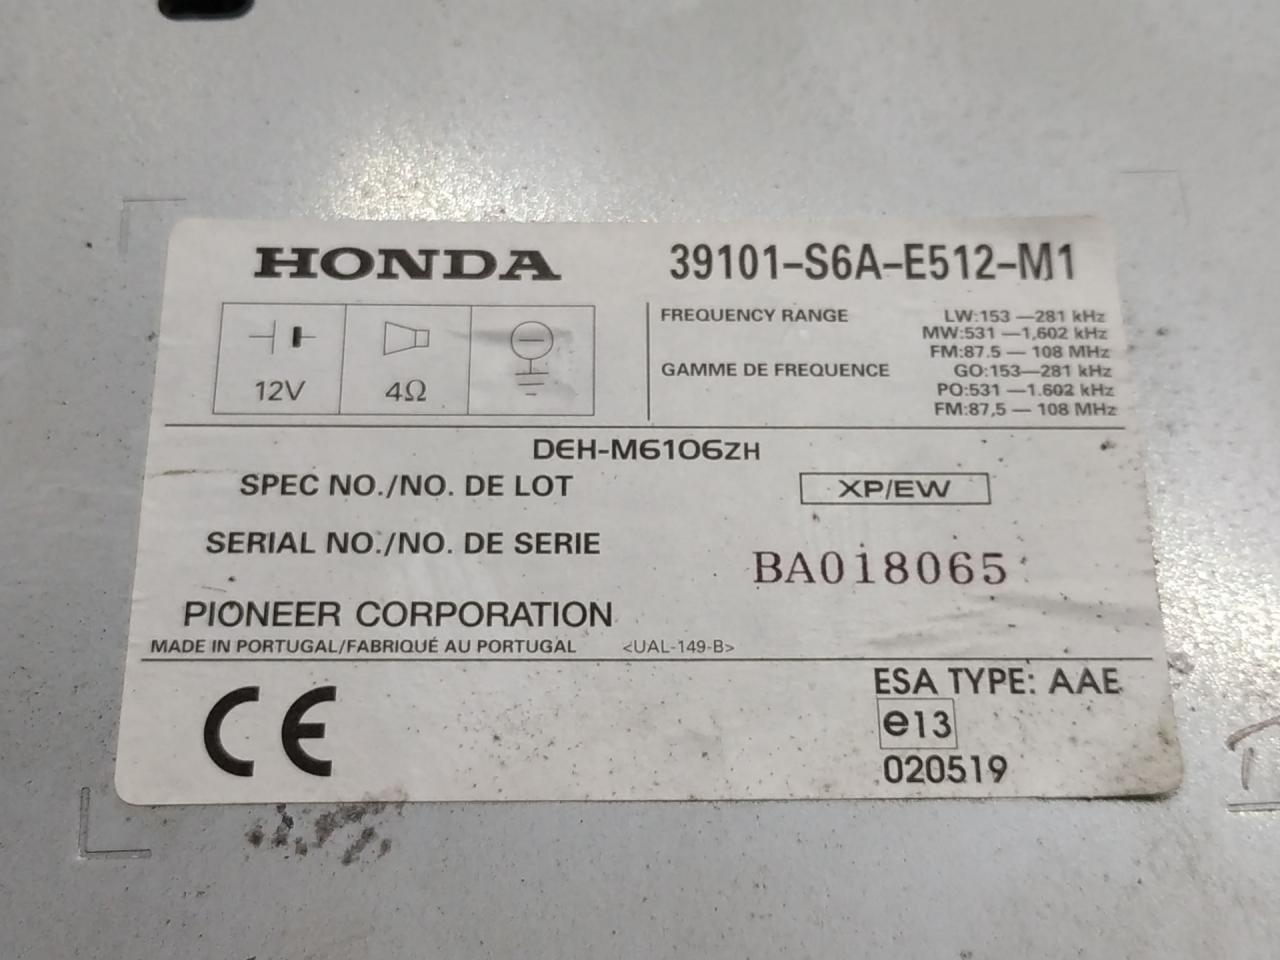 HONDA
39101-S6A-E512-M1
12V
4Ω
FREQUENCY RANGE
LW:153 —281 kHz
MW:531 —1,602 kHz
FM:87.5 — 108 MHz
GAMME DE FREQUENCE
GO:153—281 kHz
PO:531 —1.602 kHz
FM:87,5 — 108 MHz
DEH-M6106ZH
SPEC NO./NO. DE LOT
XP/EW
SERIAL NO./NO. DE SERIE
BA018065
PIONEER CORPORATION
MADE IN PORTUGAL/FABRIQUÉ AU PORTUGAL <UAL-149-B>
CE
ESA TYPE: AAE
e13
020519